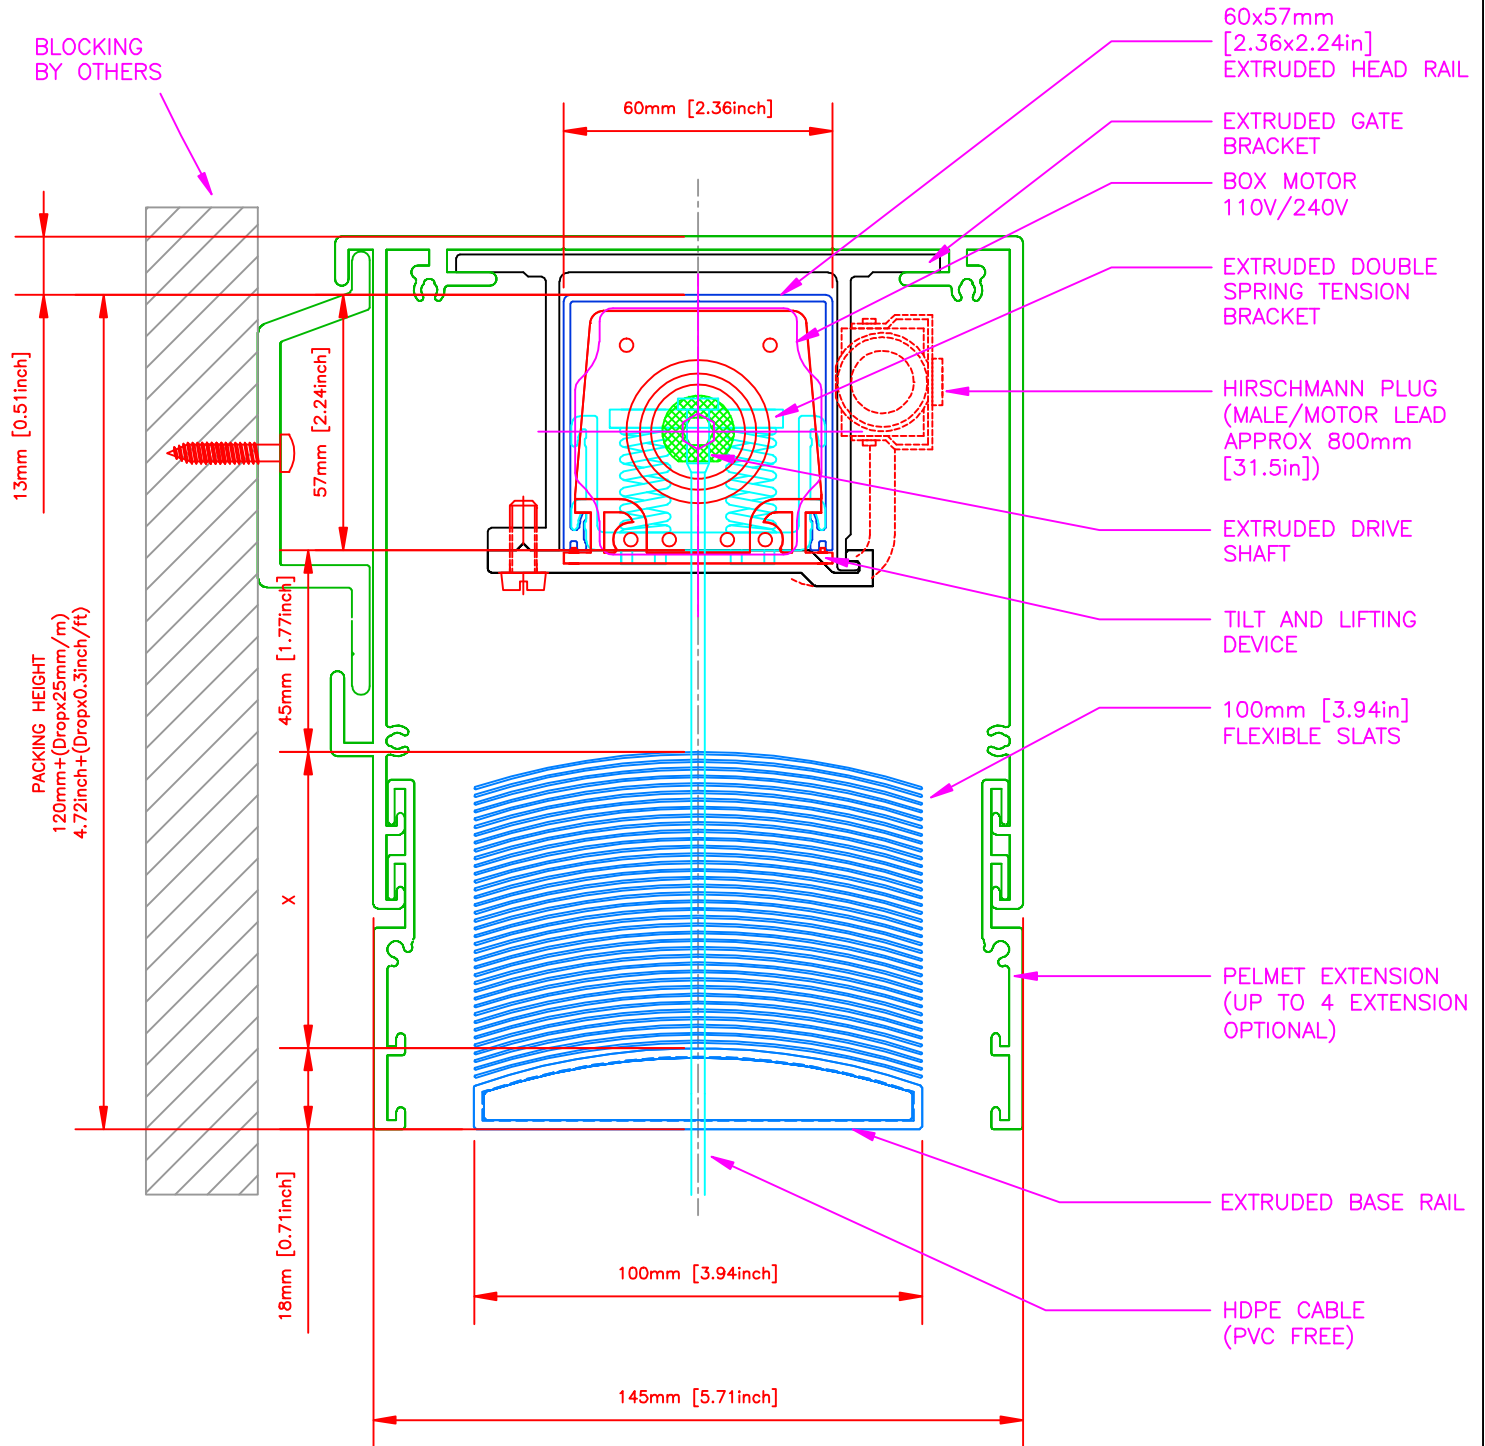 BLOCKING
BY OTHERS
60mm [2.36inch]
60x57mm
[2.36x2.24in]
EXTRUDED HEAD RAIL
EXTRUDED GATE
BRACKET
BOX MOTOR
110V/240V
EXTRUDED DOUBLE
SPRING TENSION
BRACKET
HIRSCHMANN PLUG
(MALE/MOTOR LEAD
APPROX 800mm
[31.5in])
EXTRUDED DRIVE
SHAFT
TILT AND LIFTING
DEVICE
100mm [3.94in]
FLEXIBLE SLATS
PELMET EXTENSION
(UP TO 4 EXTENSION
OPTIONAL)
EXTRUDED BASE RAIL
HDPE CABLE
(PVC FREE)
13mm [0.51inch]
57mm [2.24inch]
45mm [1.77inch]
PACKING HEIGHT
120mm+(Dropx25mm/m)
4.72inch+(Dropx0.3inch/ft)
X
18mm [0.71inch]
100mm [3.94inch]
145mm [5.71inch]